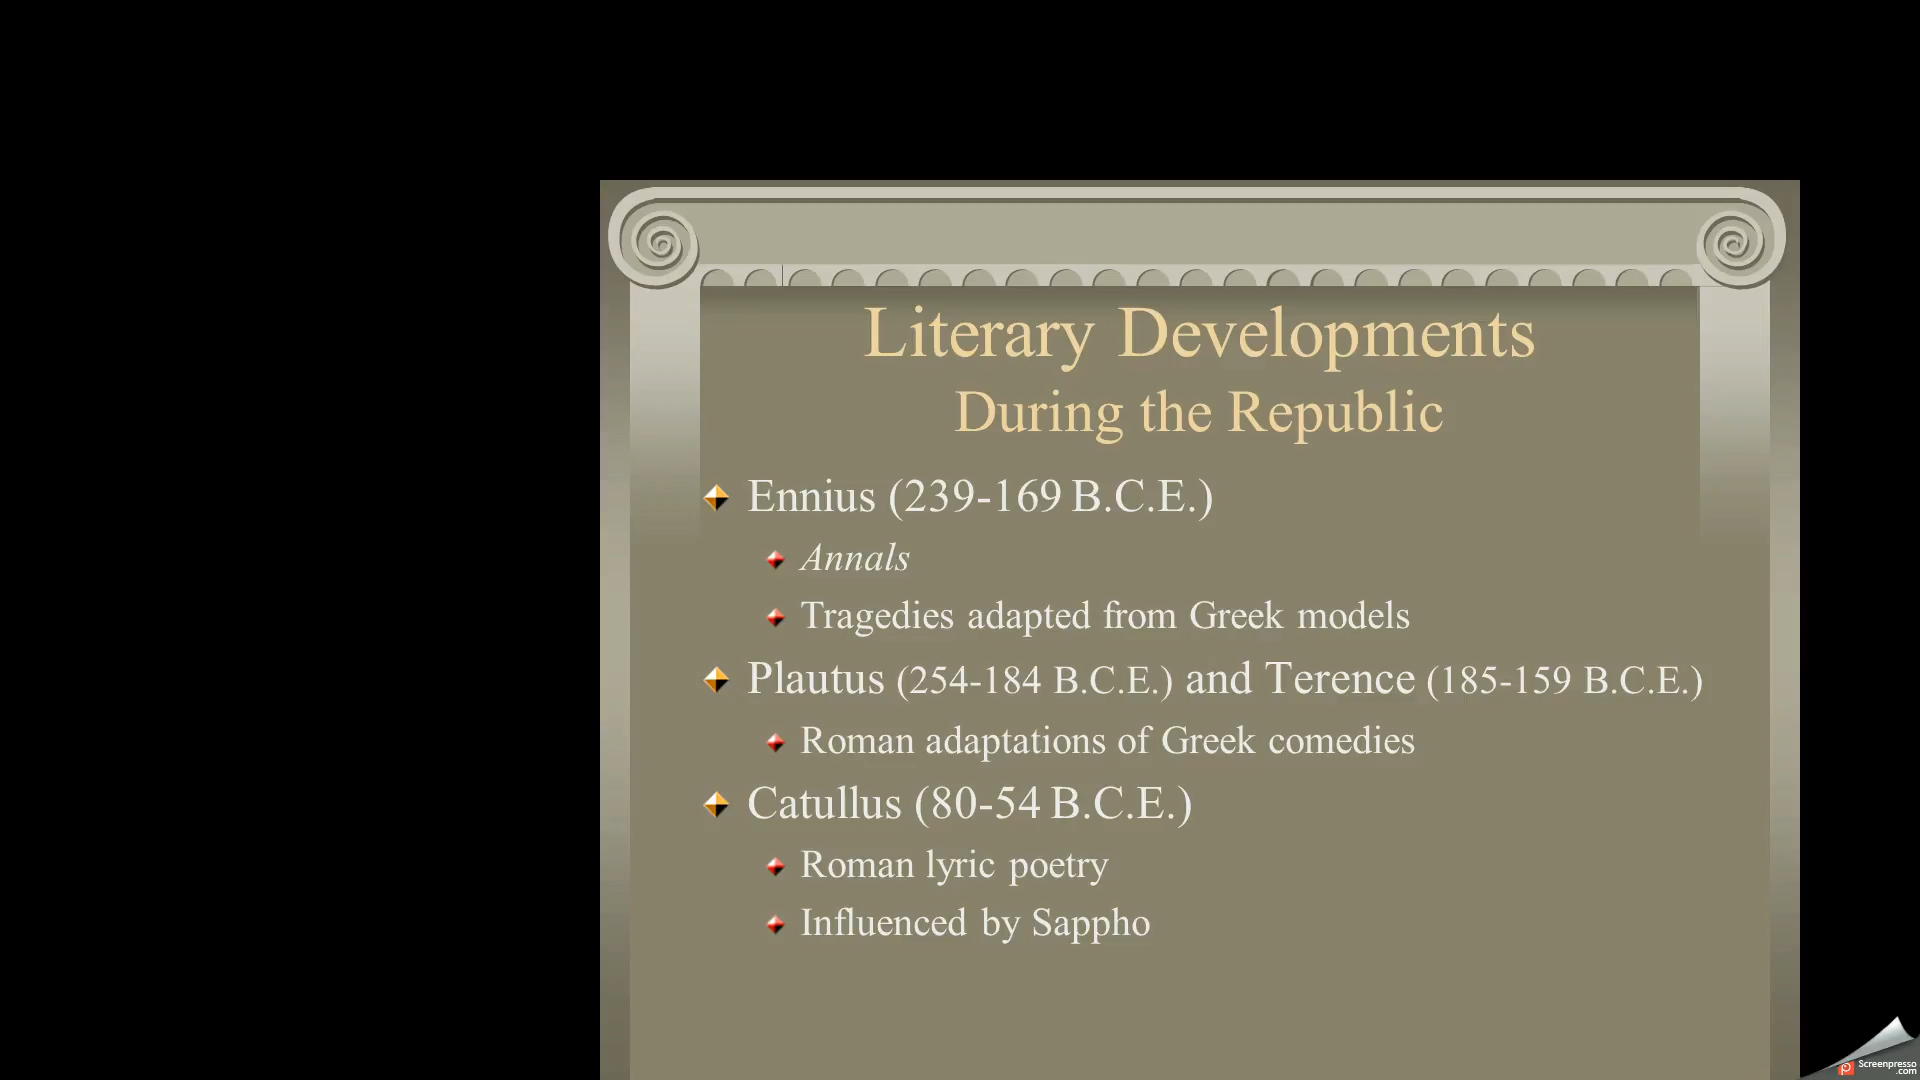 Literary Developments
During the Republic
Ennius (239-169 B.C.E.)
Annals
Tragedies adapted from Greek models
Plautus (254-184 B.C.E.) and Terence (185-159 B.C.E.)
Roman adaptations of Greek comedies
Catullus (80-54 B.C.E.)
Roman lyric poetry
Influenced by Sappho
Screenpresso
.com